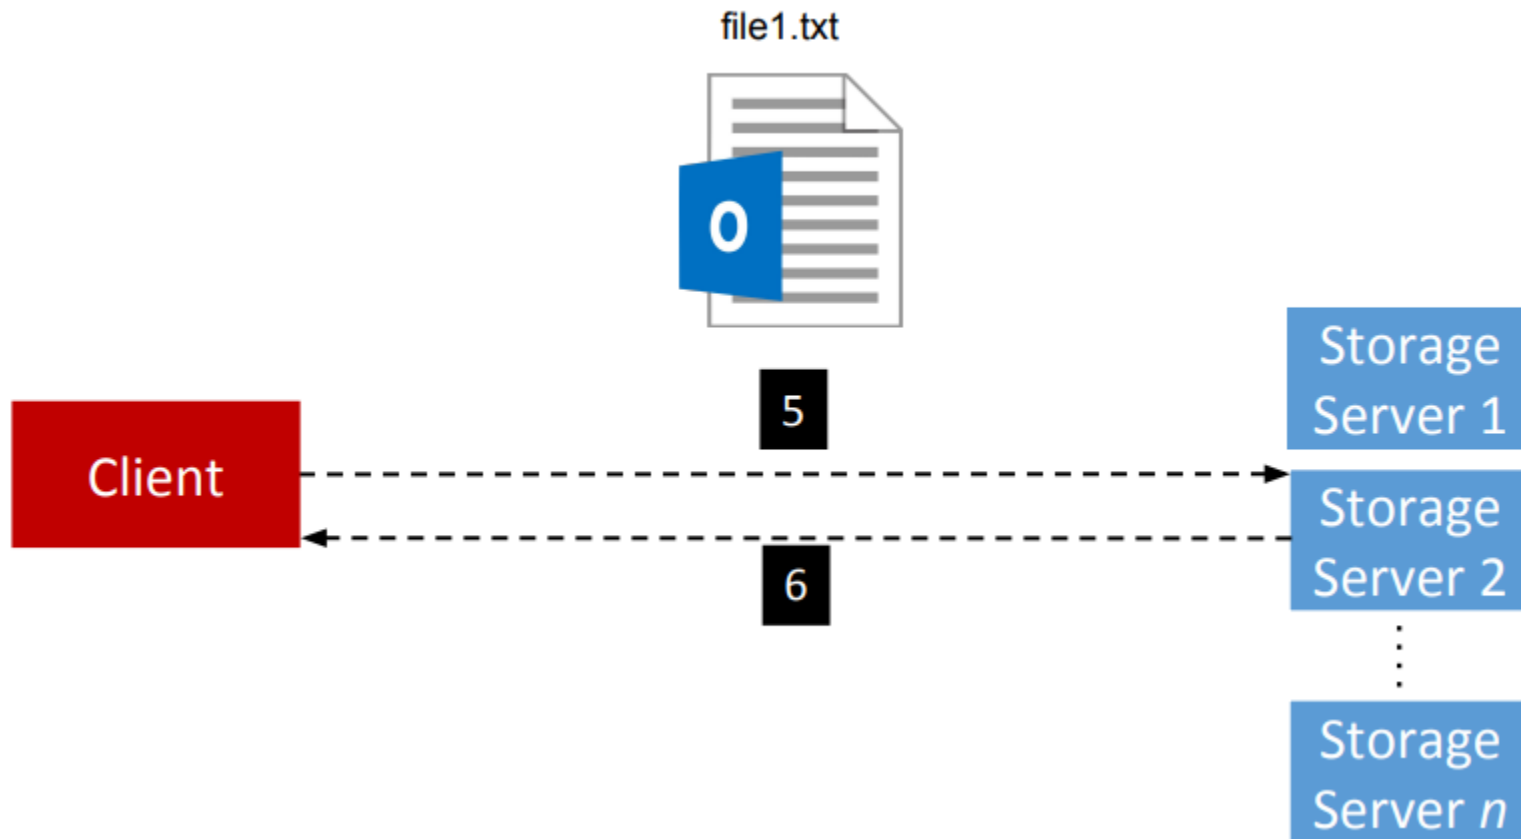 file1.txt
O
Storage
Server 1
5
Client
Storage
Server 2
6
Storage
Server n